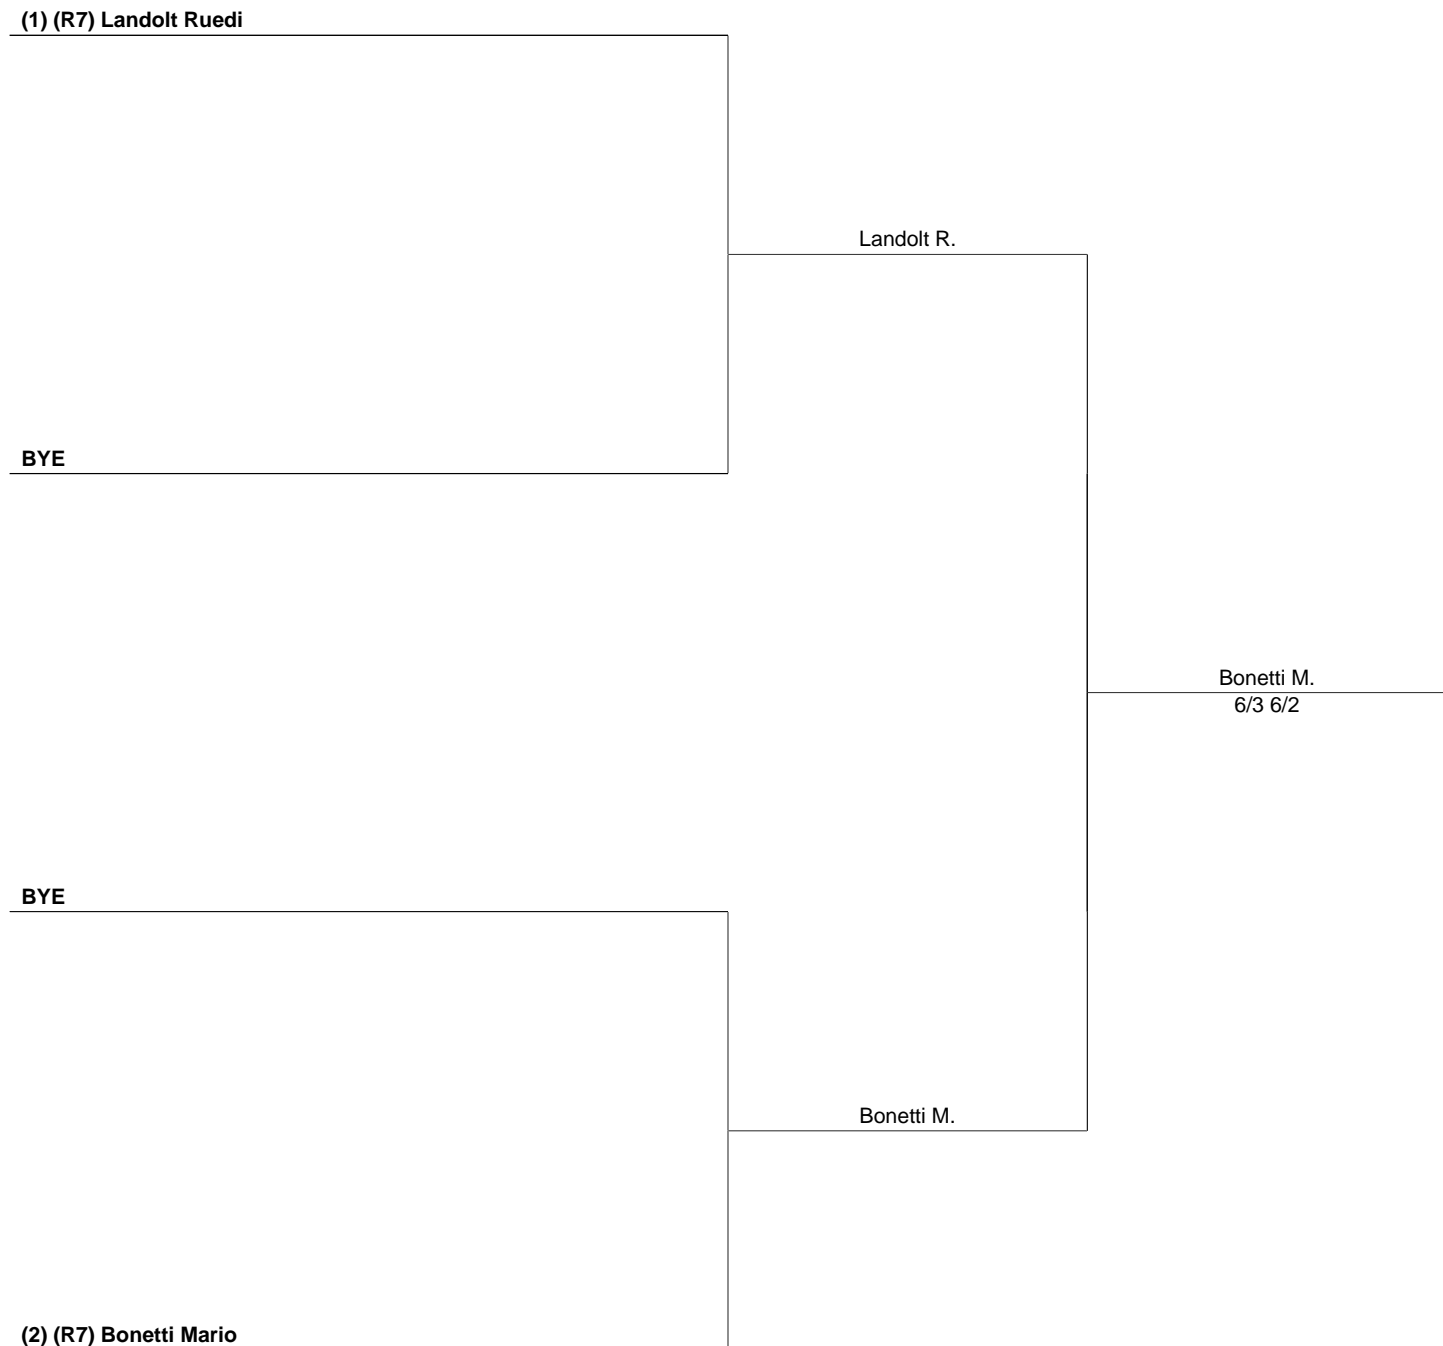 (1) (R7) Landolt Ruedi
Landolt R.
BYE
Bonetti M.
6/3 6/2
BYE
Bonetti M.
(2) (R7) Bonetti Mario